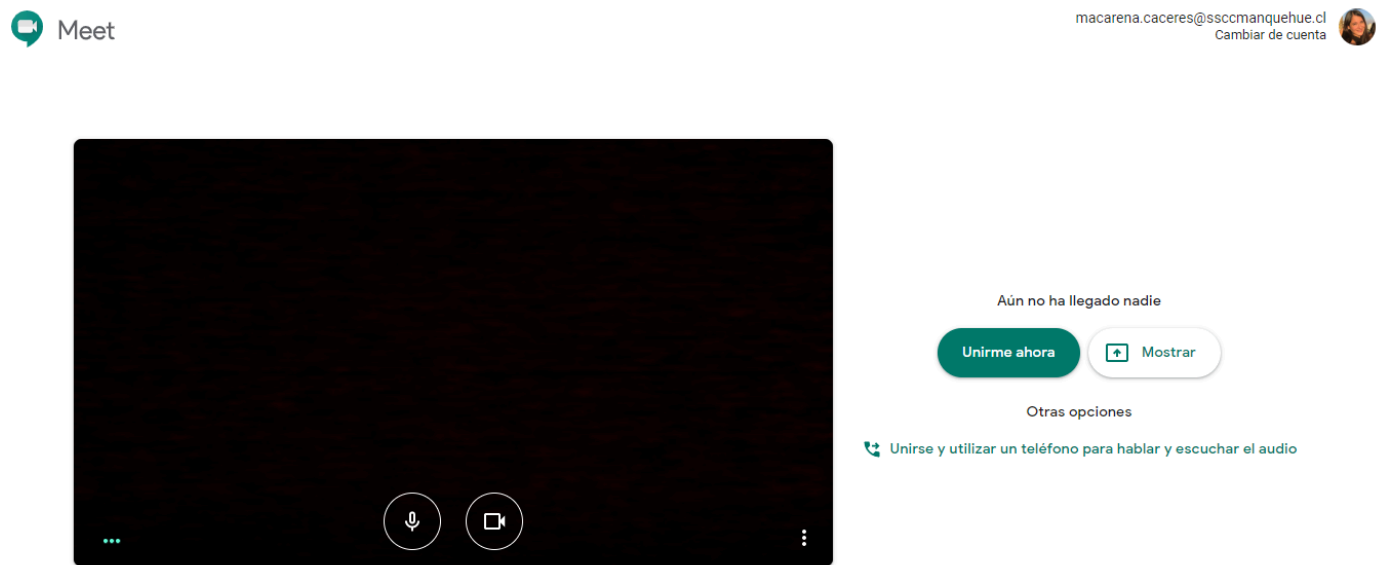 Meet
macarena.caceres@ssccmanquehue.cl
Cambiar de cuenta
Aún no ha llegado nadie
Unirme ahora
Mostrar
Otras opciones
Unirse y utilizar un teléfono para hablar y escuchar el audio